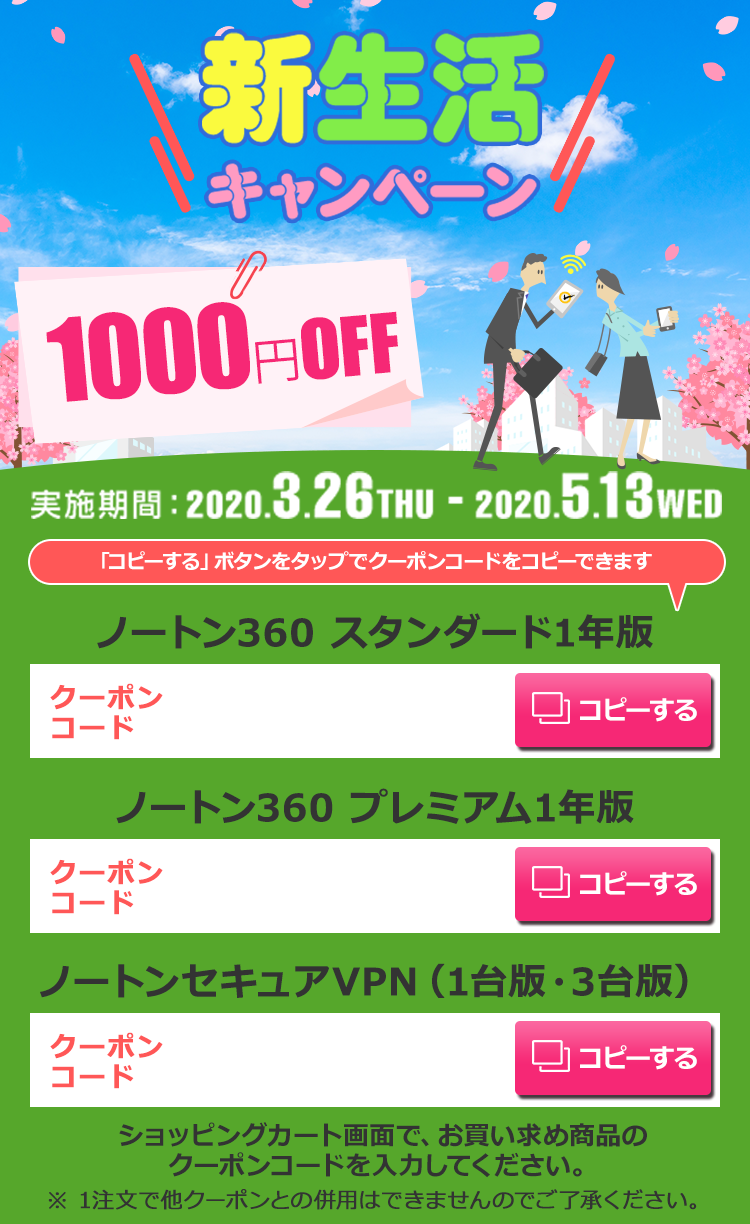 新生活
キャンペーン
1000円OFF
実施期間：2020.3.26THU - 2020.5.13WED
「コピーする」ボタンをタップでクーポンコードをコピーできます
ノートン360 スタンダード1年版
クーポン
コード
コピーする
ノートン360 プレミアム1年版
クーポン
コード
コピーする
ノートンセキュアVPN（1台版・3台版）
クーポン
コード
コピーする
ショッピングカート画面で、お買い求め商品の
クーポンコードを入力してください。
※ 1注文で他クーポンとの併用はできませんのでご了承ください。